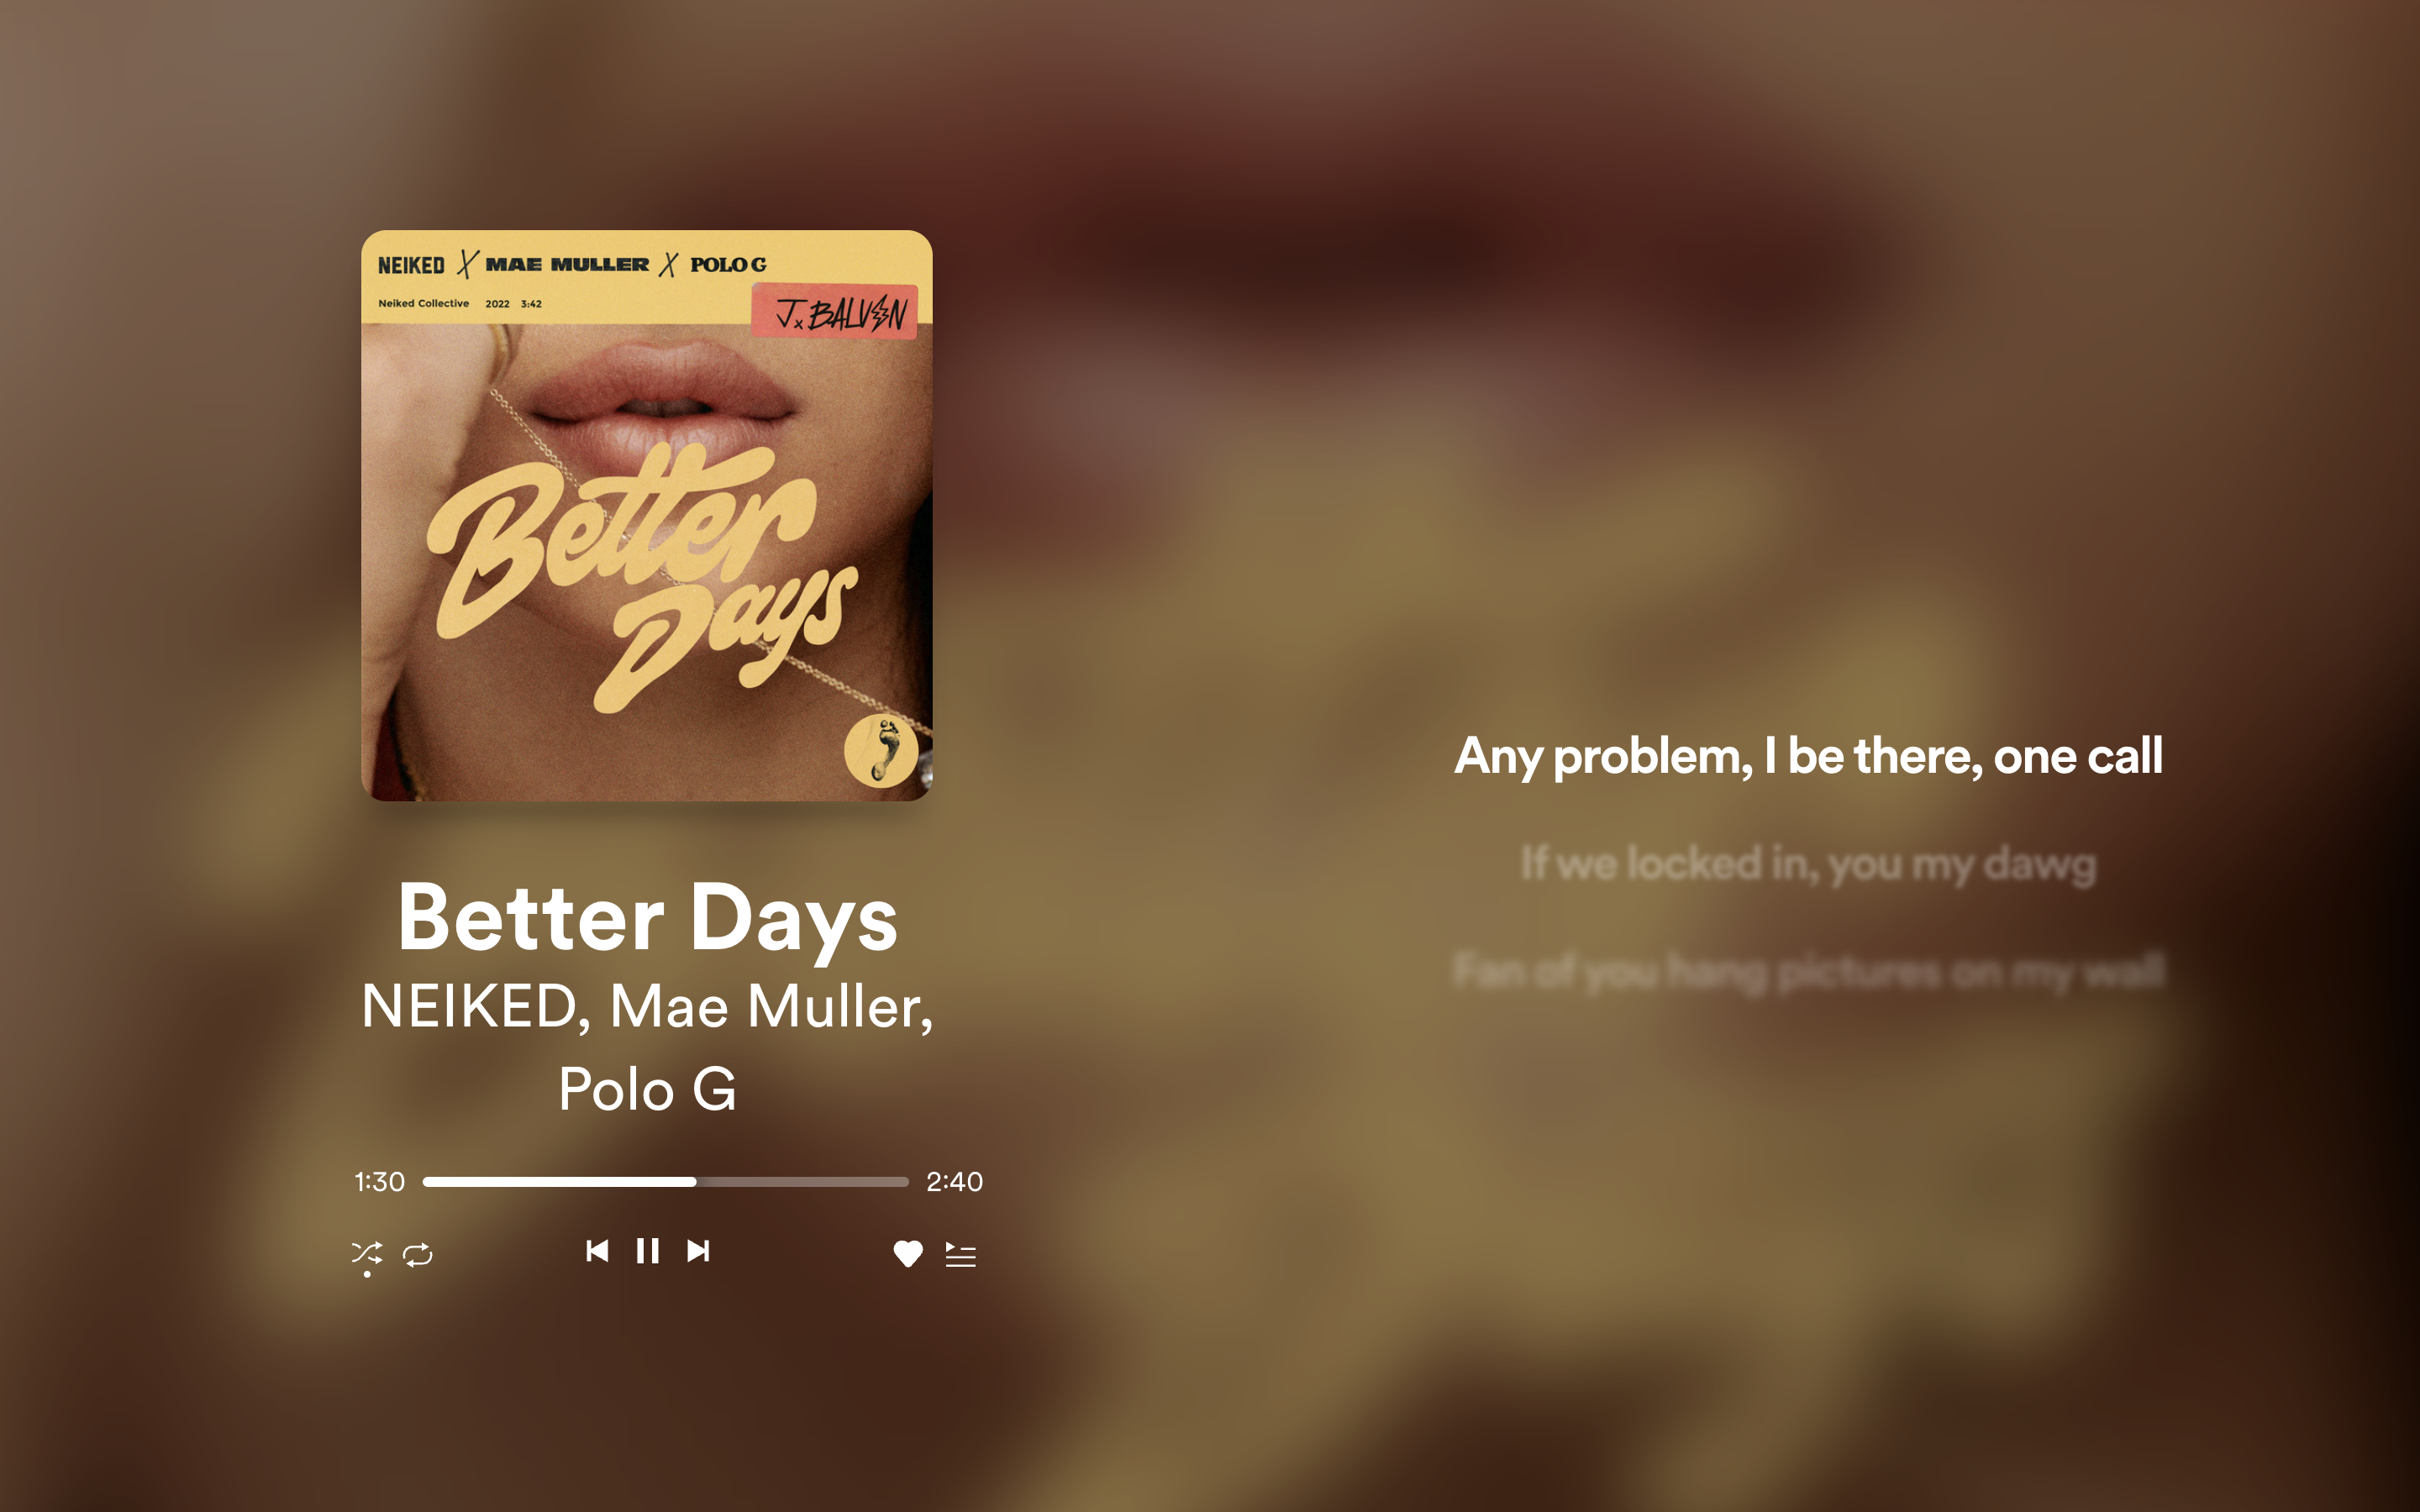 NEIKED X MAE MULLER X POLO G
Neiked Collective 2022 3:42
J. BALVIN
Better
Days
Better Days
NEIKED, Mae Muller,
Polo G
1:30 2:40
Any problem, I be there, one call
If we locked in, you my dawg
Fan of you hang pictures on my wall